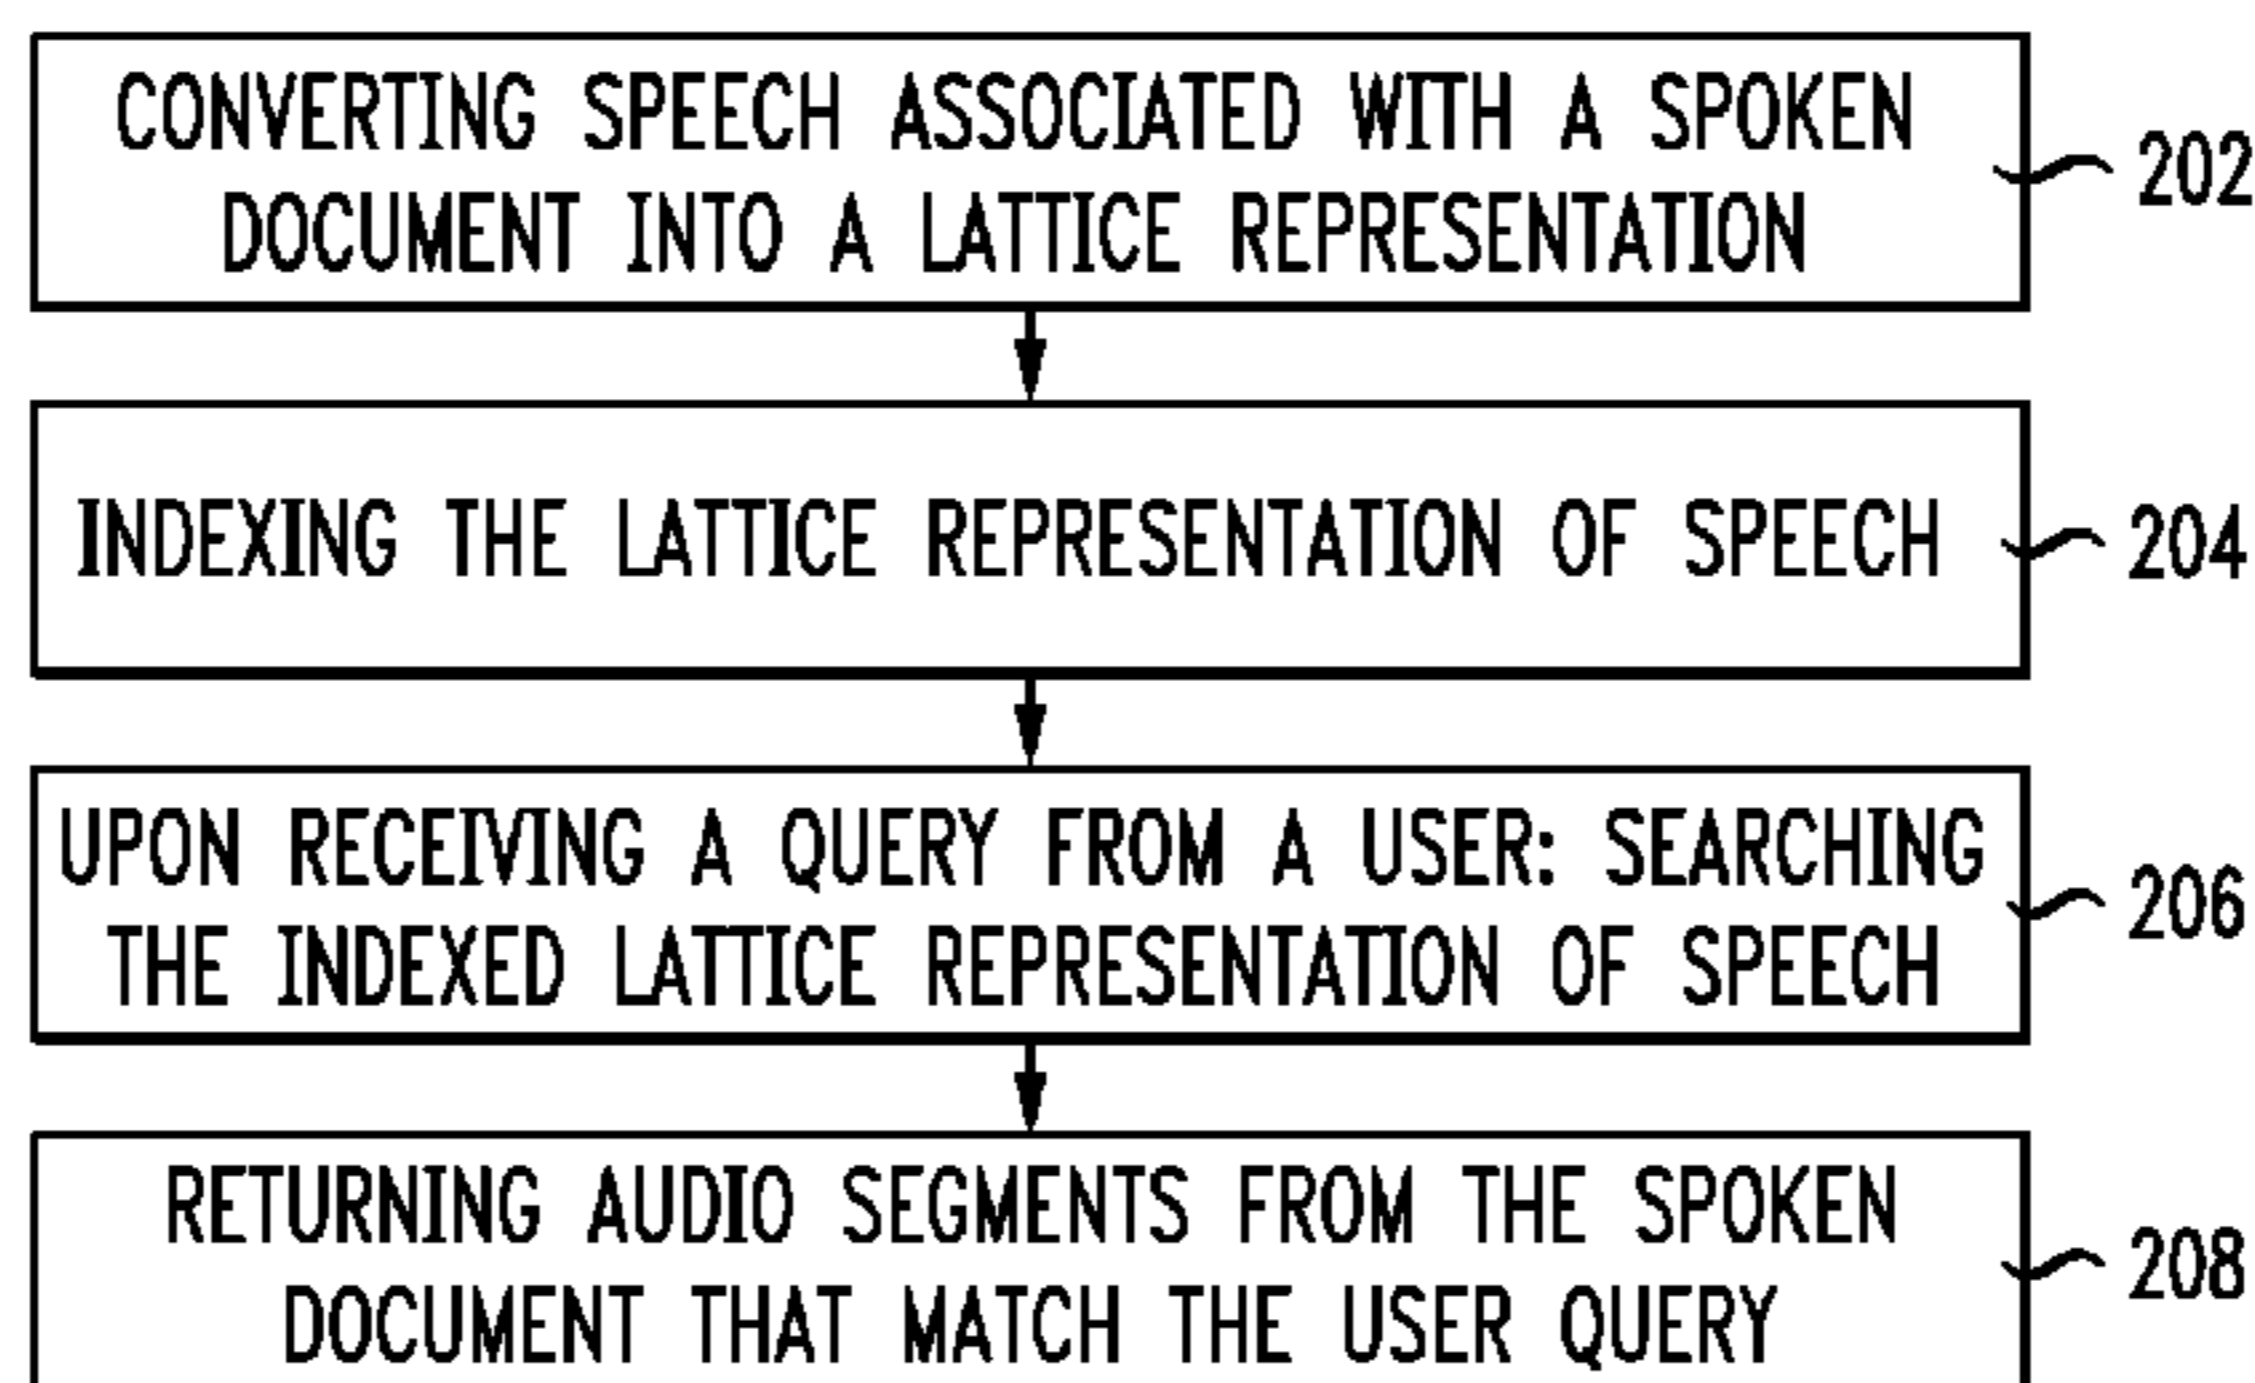 CONVERTING SPEECH ASSOCIATED WITH A SPOKEN
DOCUMENT INTO A LATTICE REPRESENTATION
202
INDEXING THE LATTICE REPRESENTATION OF SPEECH
204
UPON RECEIVING A QUERY FROM A USER: SEARCHING
THE INDEXED LATTICE REPRESENTATION OF SPEECH
206
RETURNING AUDIO SEGMENTS FROM THE SPOKEN
DOCUMENT THAT MATCH THE USER QUERY
208